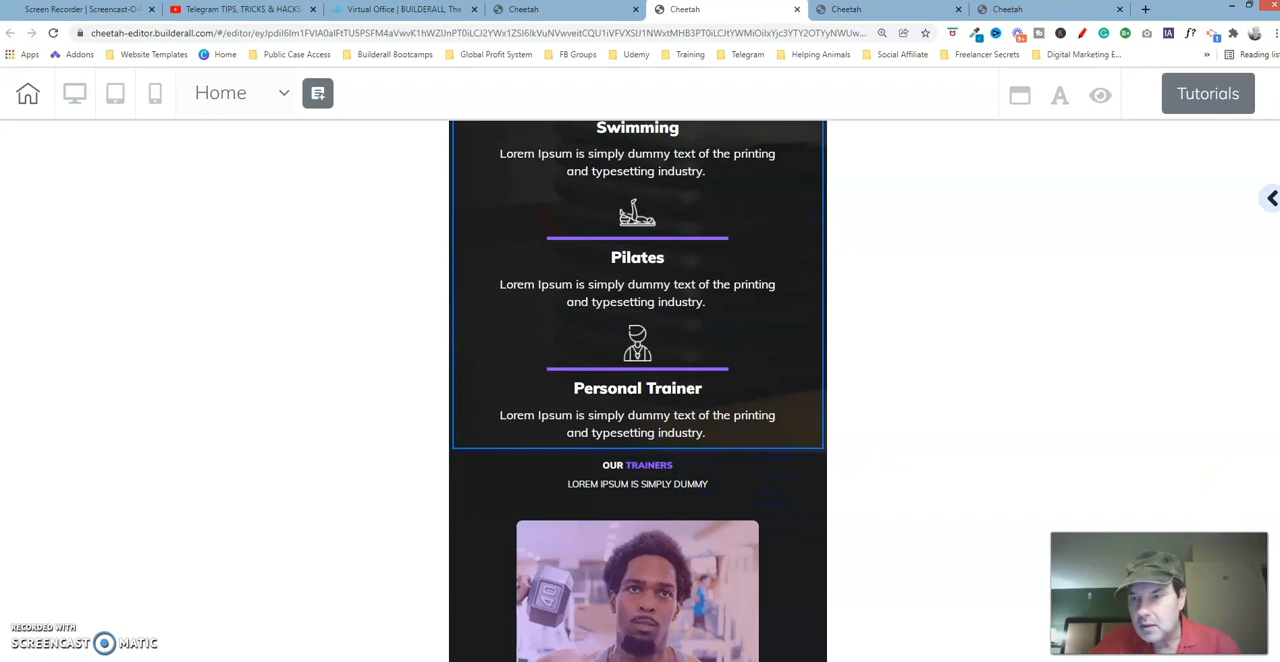 Screen Recorder | Screencast-O-
Telegram TIPS, TRICKS & HACKS
Virtual Office | BUILDERALL, The
Cheetah
Cheetah
Cheetah
Cheetah
Apps
Addons
Website Templates
Home
Public Case Access
Builderall Bootcamps
Global Profit System
FB Groups
Udemy
Training
Telegram
Helping Animals
Social Affiliate
Freelancer Secrets
Digital Marketing E...
Reading list
Home
Tutorials
Swimming
Lorem Ipsum is simply dummy text of the printing
and typesetting industry.
Pilates
Lorem Ipsum is simply dummy text of the printing
and typesetting industry.
Personal Trainer
Lorem Ipsum is simply dummy text of the printing
and typesetting industry.
OUR TRAINERS
LOREM IPSUM IS SIMPLY DUMMY
40
RECORDED WITH
SCREENCAST MATIC